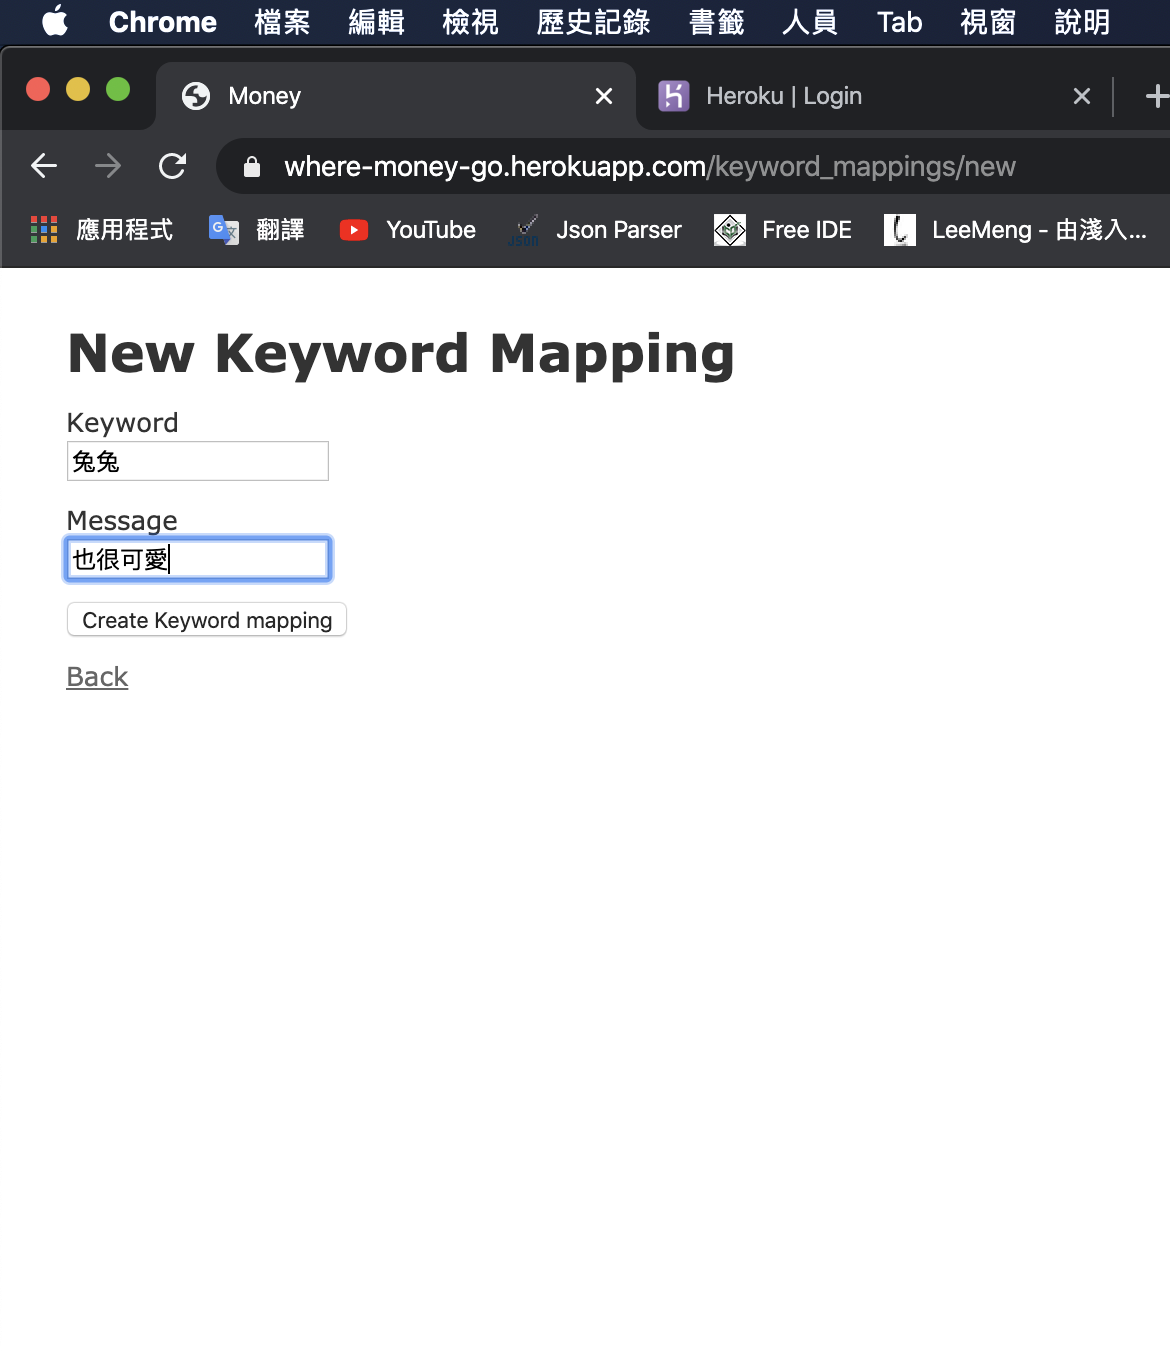 Chrome 檔案 編輯 檢視 歷史記錄 書籤 人員 Tab 視窗 說明
Money Heroku | Login
where-money-go.herokuapp.com/keyword_mappings/new
應用程式 翻譯 YouTube Json Parser Free IDE LeeMeng - 由淺入...
New Keyword Mapping
Keyword
兔兔
Message
也很可愛
Create Keyword mapping
Back